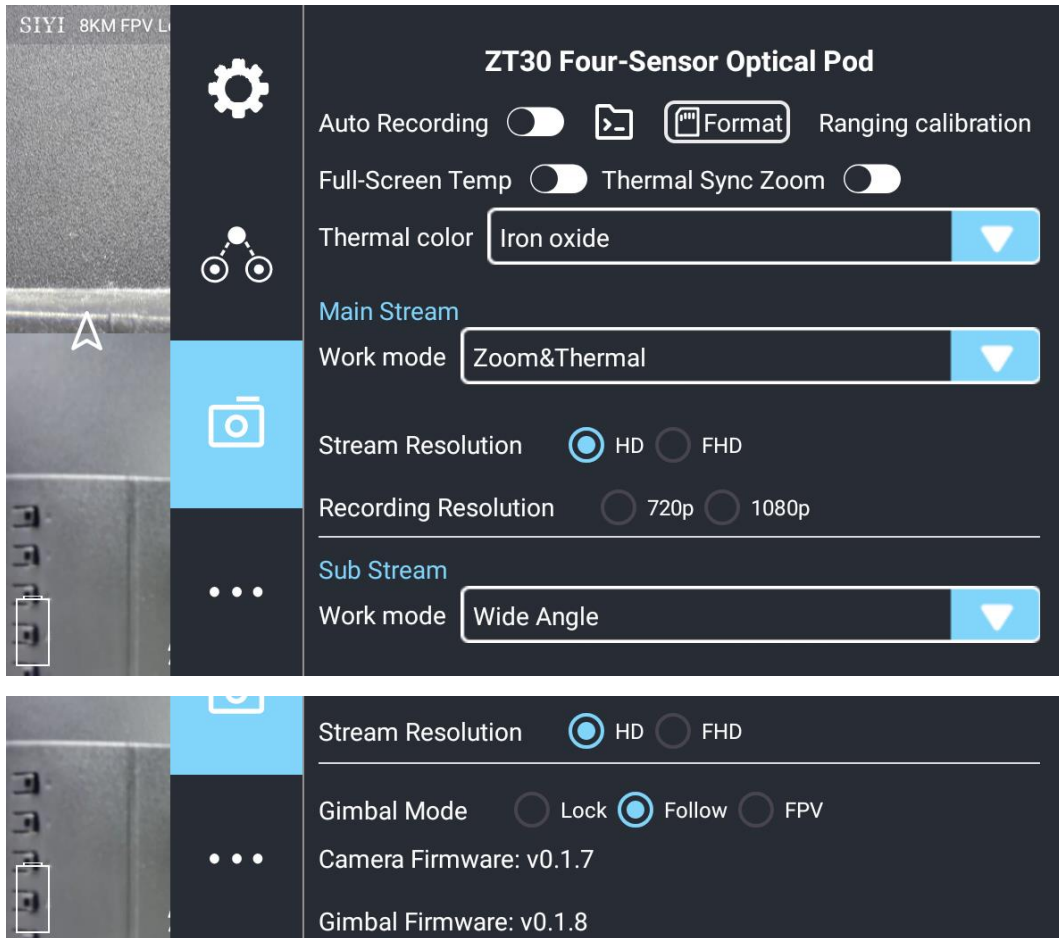 SIYI 8KM FPV L
ZT30 Four-Sensor Optical Pod
Auto Recording Format Ranging calibration
Full-Screen Temp Thermal Sync Zoom
Thermal color Iron oxide
Main Stream
Work mode Zoom&Thermal
Stream Resolution HD FHD
Recording Resolution 720p 1080p
Sub Stream
Work mode Wide Angle
Stream Resolution HD FHD
Gimbal Mode Lock Follow FPV
Camera Firmware: v0.1.7
Gimbal Firmware: v0.1.8